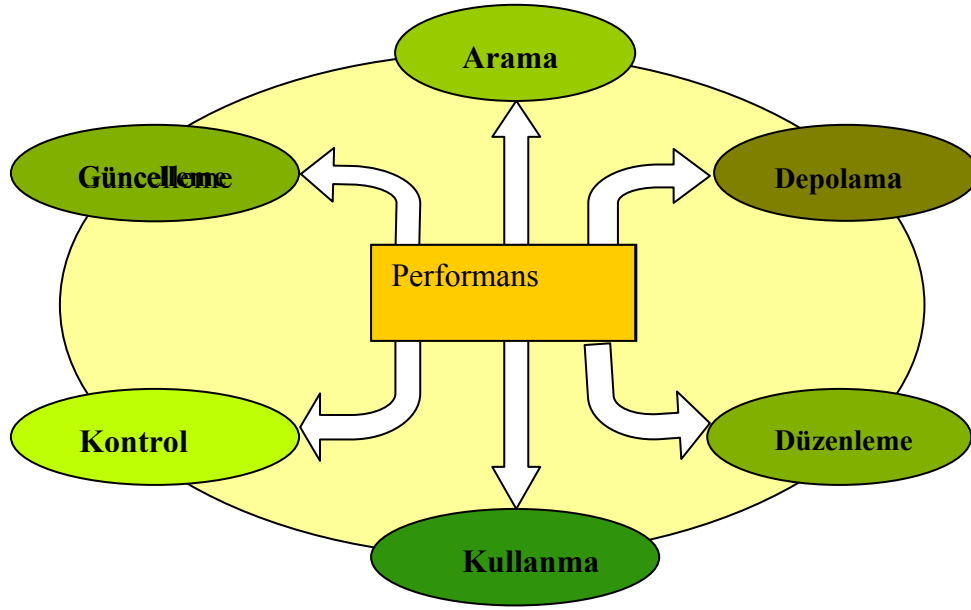 Arama
Güncelleme
Depolama
Performans
Kontrol
Düzenleme
Kullanma